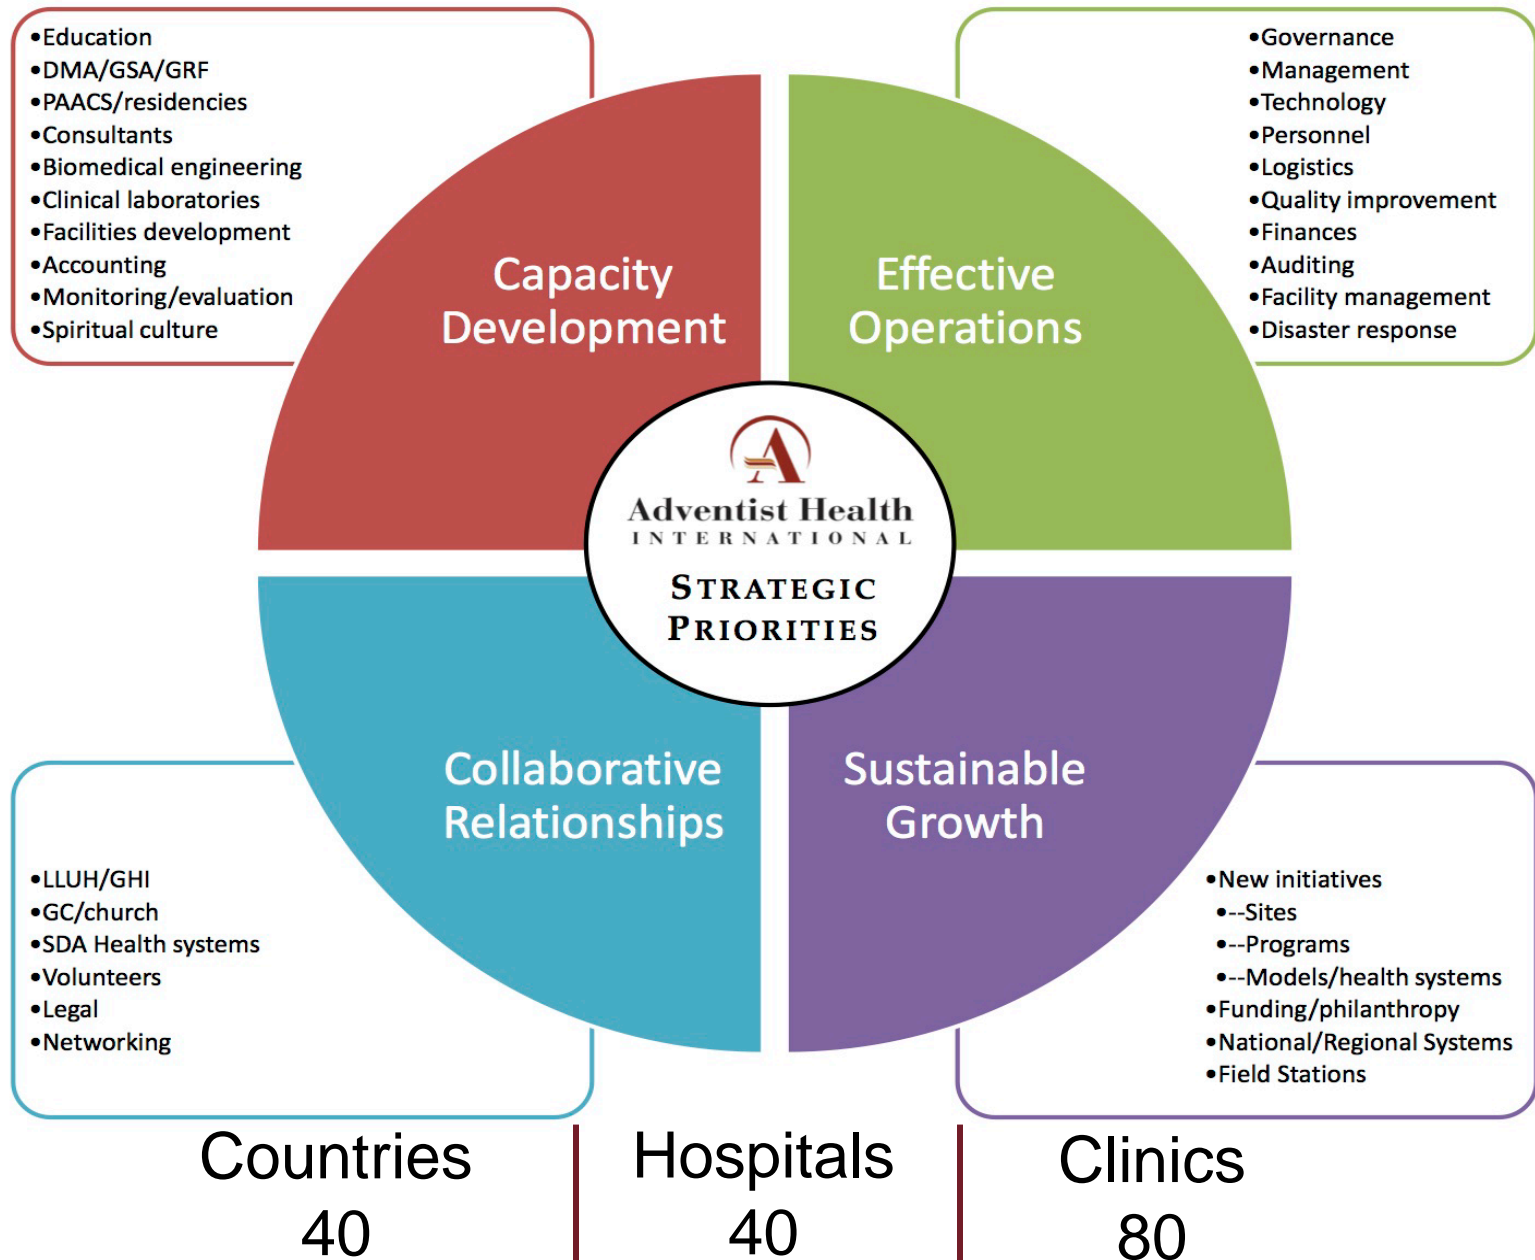 •Education
•DMA/GSA/GRF
•PAACS/residencies
•Consultants
•Biomedical engineering
•Clinical laboratories
•Facilities development
•Accounting
•Monitoring/evaluation
•Spiritual culture
•Governance
•Management
•Technology
•Personnel
•Logistics
•Quality improvement
•Finances
•Auditing
•Facility management
•Disaster response
Capacity
Development
Effective
Operations
Adventist Health
INTERNATIONAL
STRATEGIC
PRIORITIES
Collaborative
Relationships
Sustainable
Growth
•LLUH/GHI
•GC/church
•SDA Health systems
•Volunteers
•Legal
•Networking
•New initiatives
•--Sites
•--Programs
•--Models/health systems
•Funding/philanthropy
•National/Regional Systems
•Field Stations
Countries
40
Hospitals
40
Clinics
80